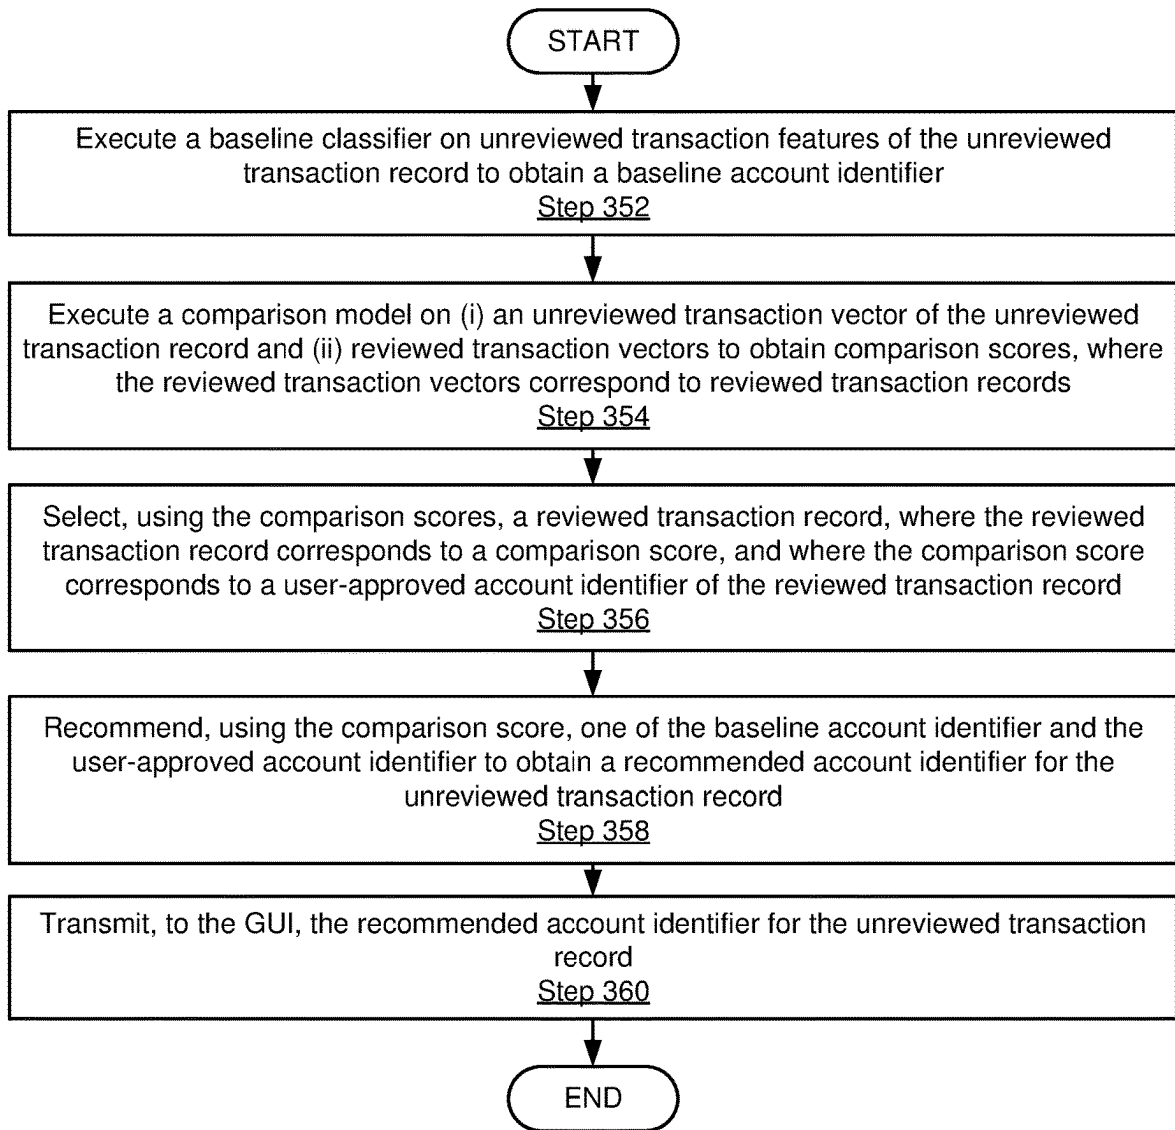 START
Execute a baseline classifier on unreviewed transaction features of the unreviewed
transaction record to obtain a baseline account identifier
Step 352
Execute a comparison model on (i) an unreviewed transaction vector of the unreviewed
transaction record and (ii) reviewed transaction vectors to obtain comparison scores, where
the reviewed transaction vectors correspond to reviewed transaction records
Step 354
Select, using the comparison scores, a reviewed transaction record, where the reviewed
transaction record corresponds to a comparison score, and where the comparison score
corresponds to a user-approved account identifier of the reviewed transaction record
Step 356
Recommend, using the comparison score, one of the baseline account identifier and the
user-approved account identifier to obtain a recommended account identifier for the
unreviewed transaction record
Step 358
Transmit, to the GUI, the recommended account identifier for the unreviewed transaction
record
Step 360
END